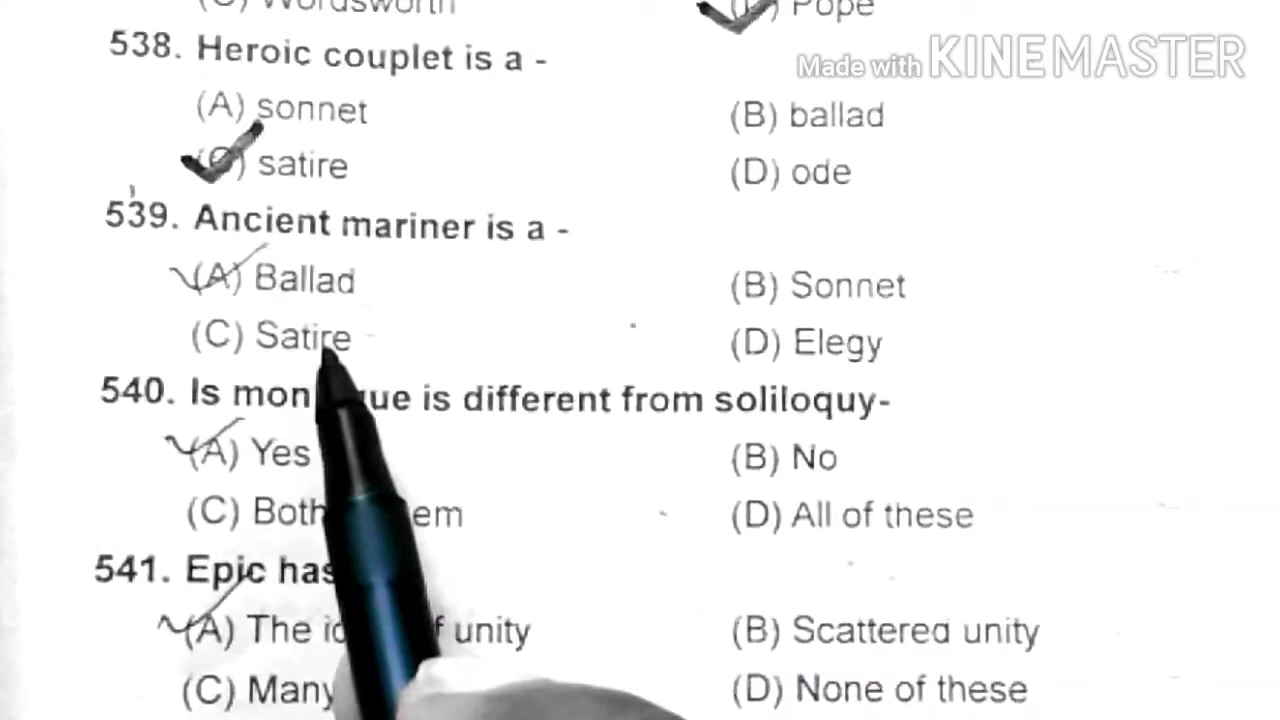 (C) Wordsworth (D) Pope
Made with KINEMASTER
538. Heroic couplet is a -
(A) sonnet (B) ballad
(C) satire (D) ode
539. Ancient mariner is a -
(A) Ballad (B) Sonnet
(C) Satire (D) Elegy
540. Is mon gue is different from soliloquy-
(A) Yes (B) No
(C) Both em (D) All of these
541. Epic has
(A) The unity (B) Scattered unity
(C) Many (D) None of these